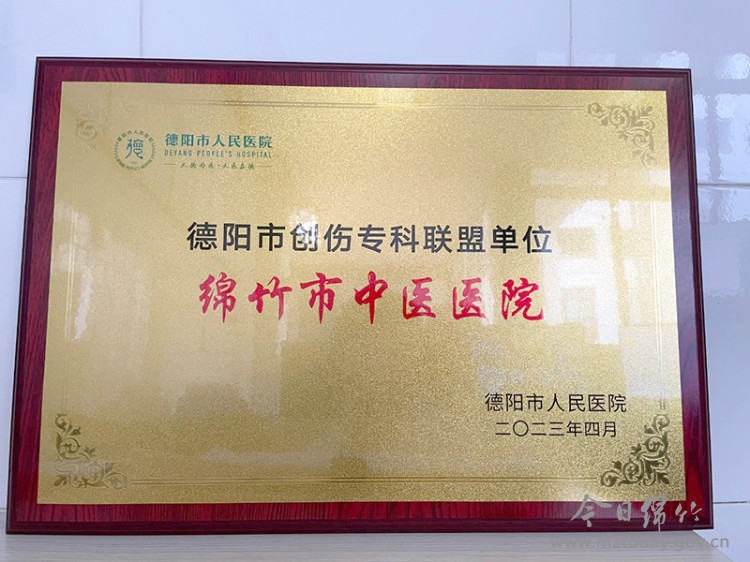 德阳市人民医院
DEYANG PEOPLE'S HOSPITAL
德阳市创伤专科联盟单位
绵竹市中医医院
德阳市人民医院
二〇二三年四月
今日绵竹